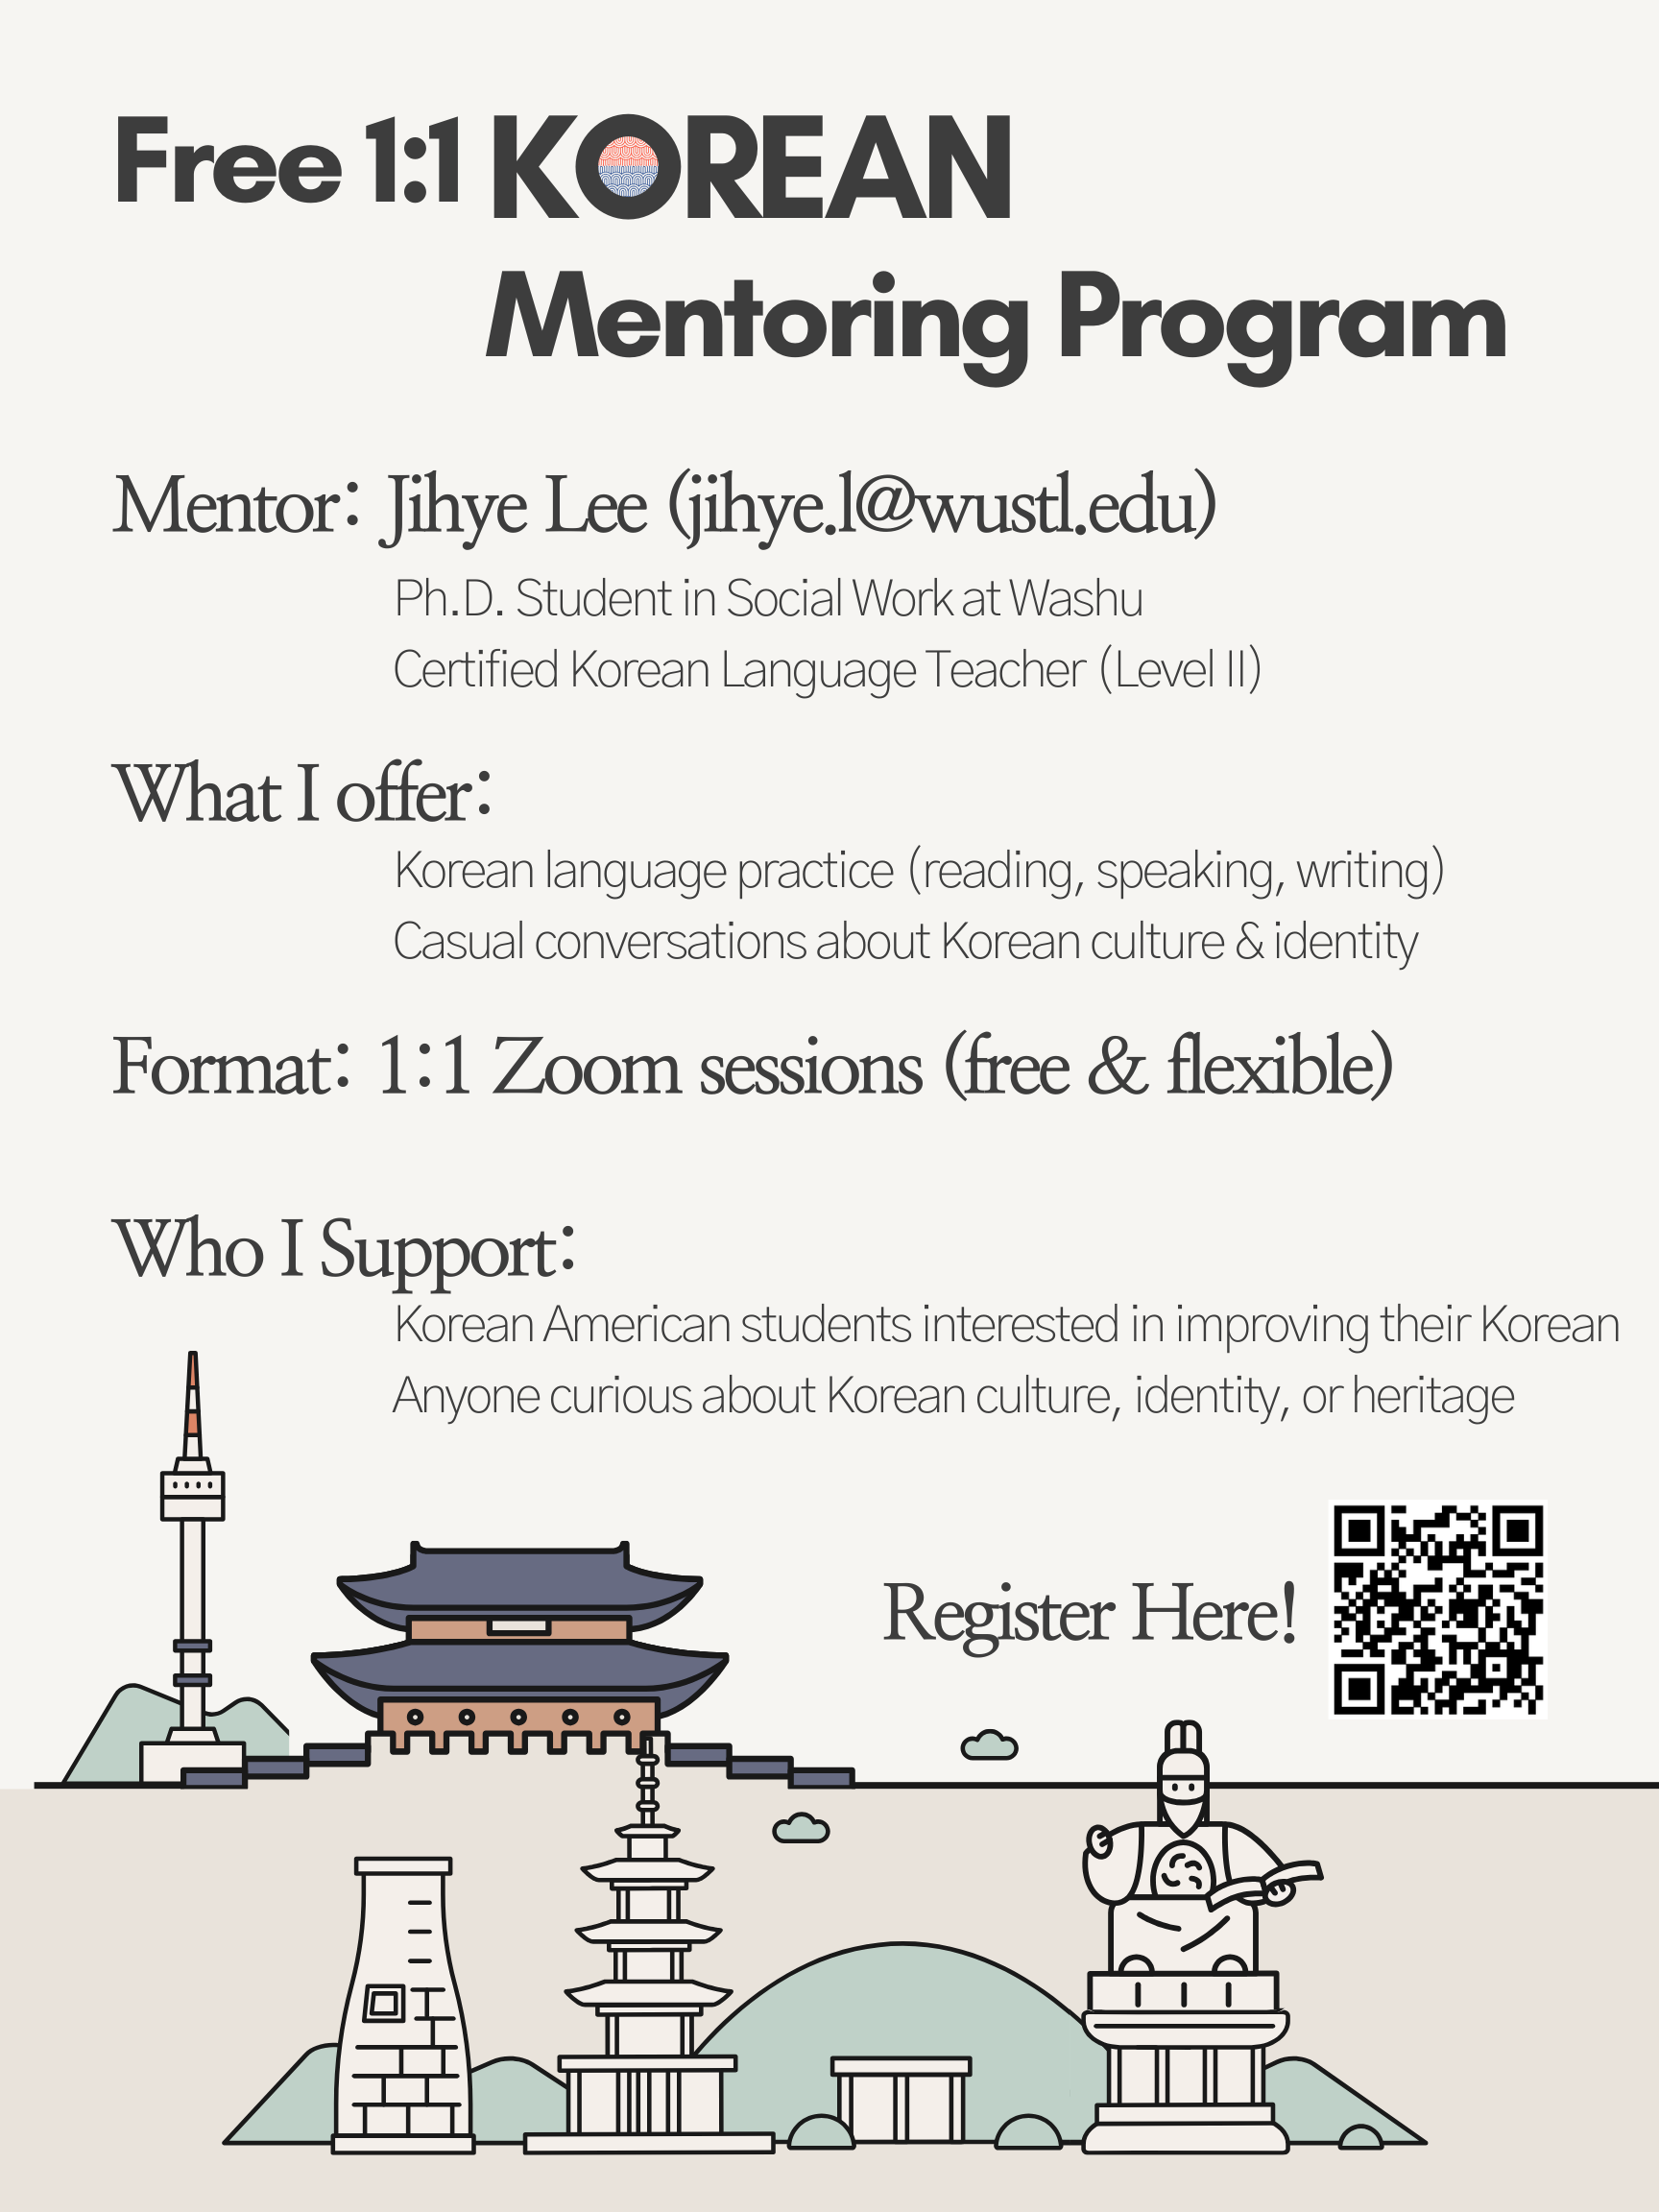 Free 1:1 KOREAN
Mentoring Program
Mentor: Jihye Lee (jihye.l@wustl.edu)
Ph.D. Student in Social Work at Washu
Certified Korean Language Teacher (Level II)
What I offer:
Korean language practice (reading, speaking, writing)
Casual conversations about Korean culture & identity
Format: 1:1 Zoom sessions (free & flexible)
Who I Support:
Korean American students interested in improving their Korean
Anyone curious about Korean culture, identity, or heritage
Register Here!